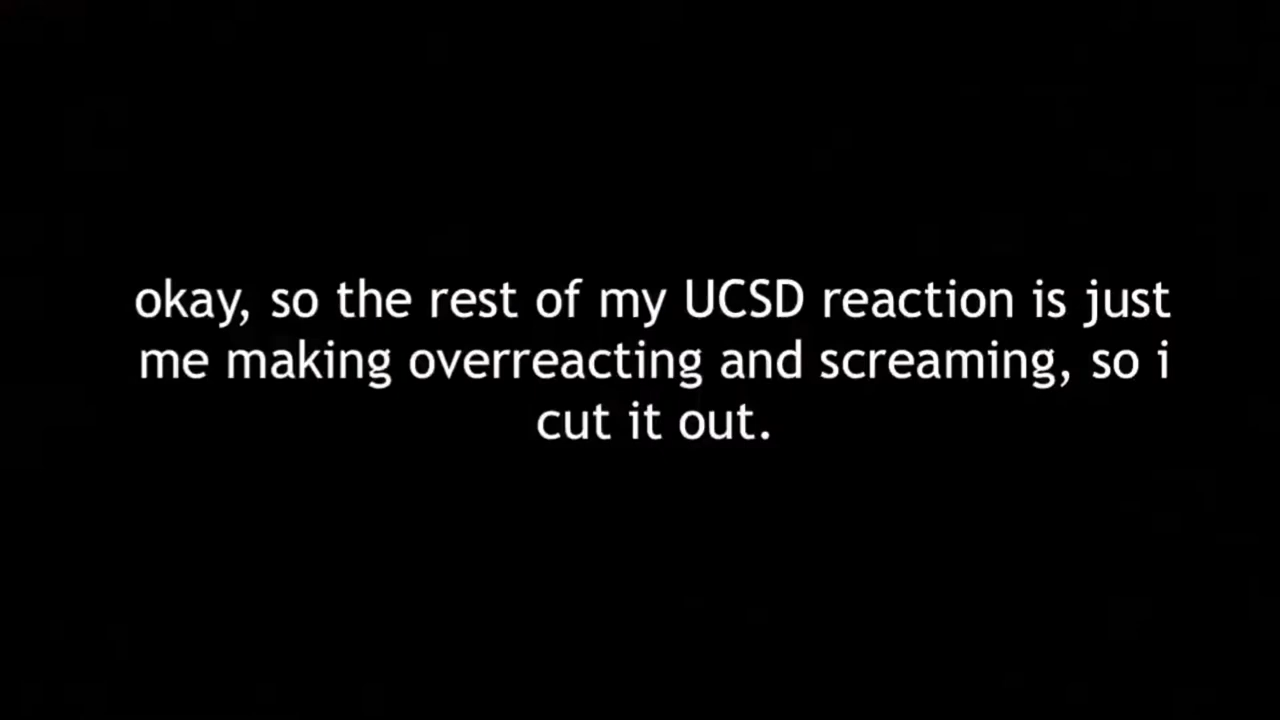 okay, so the rest of my UCSD reaction is just
me making overreacting and screaming, so i
cut it out.